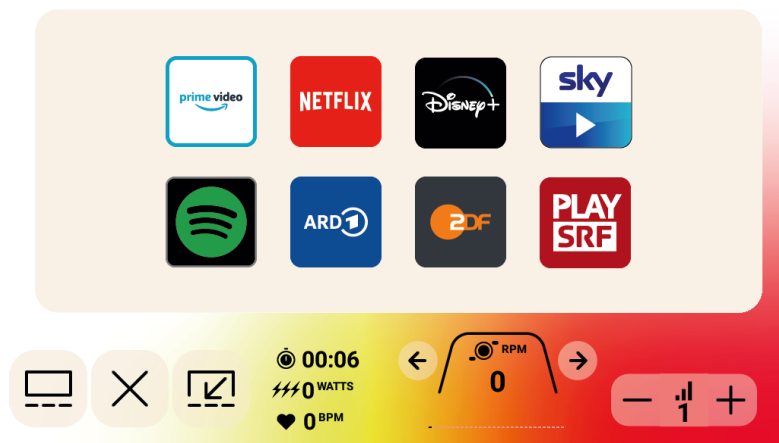 prime video
NETFLIX
Disney+
sky
ARD 1
2DF
PLAY
SRF
00:06
0 WATTS
0 BPM
RPM
0
1